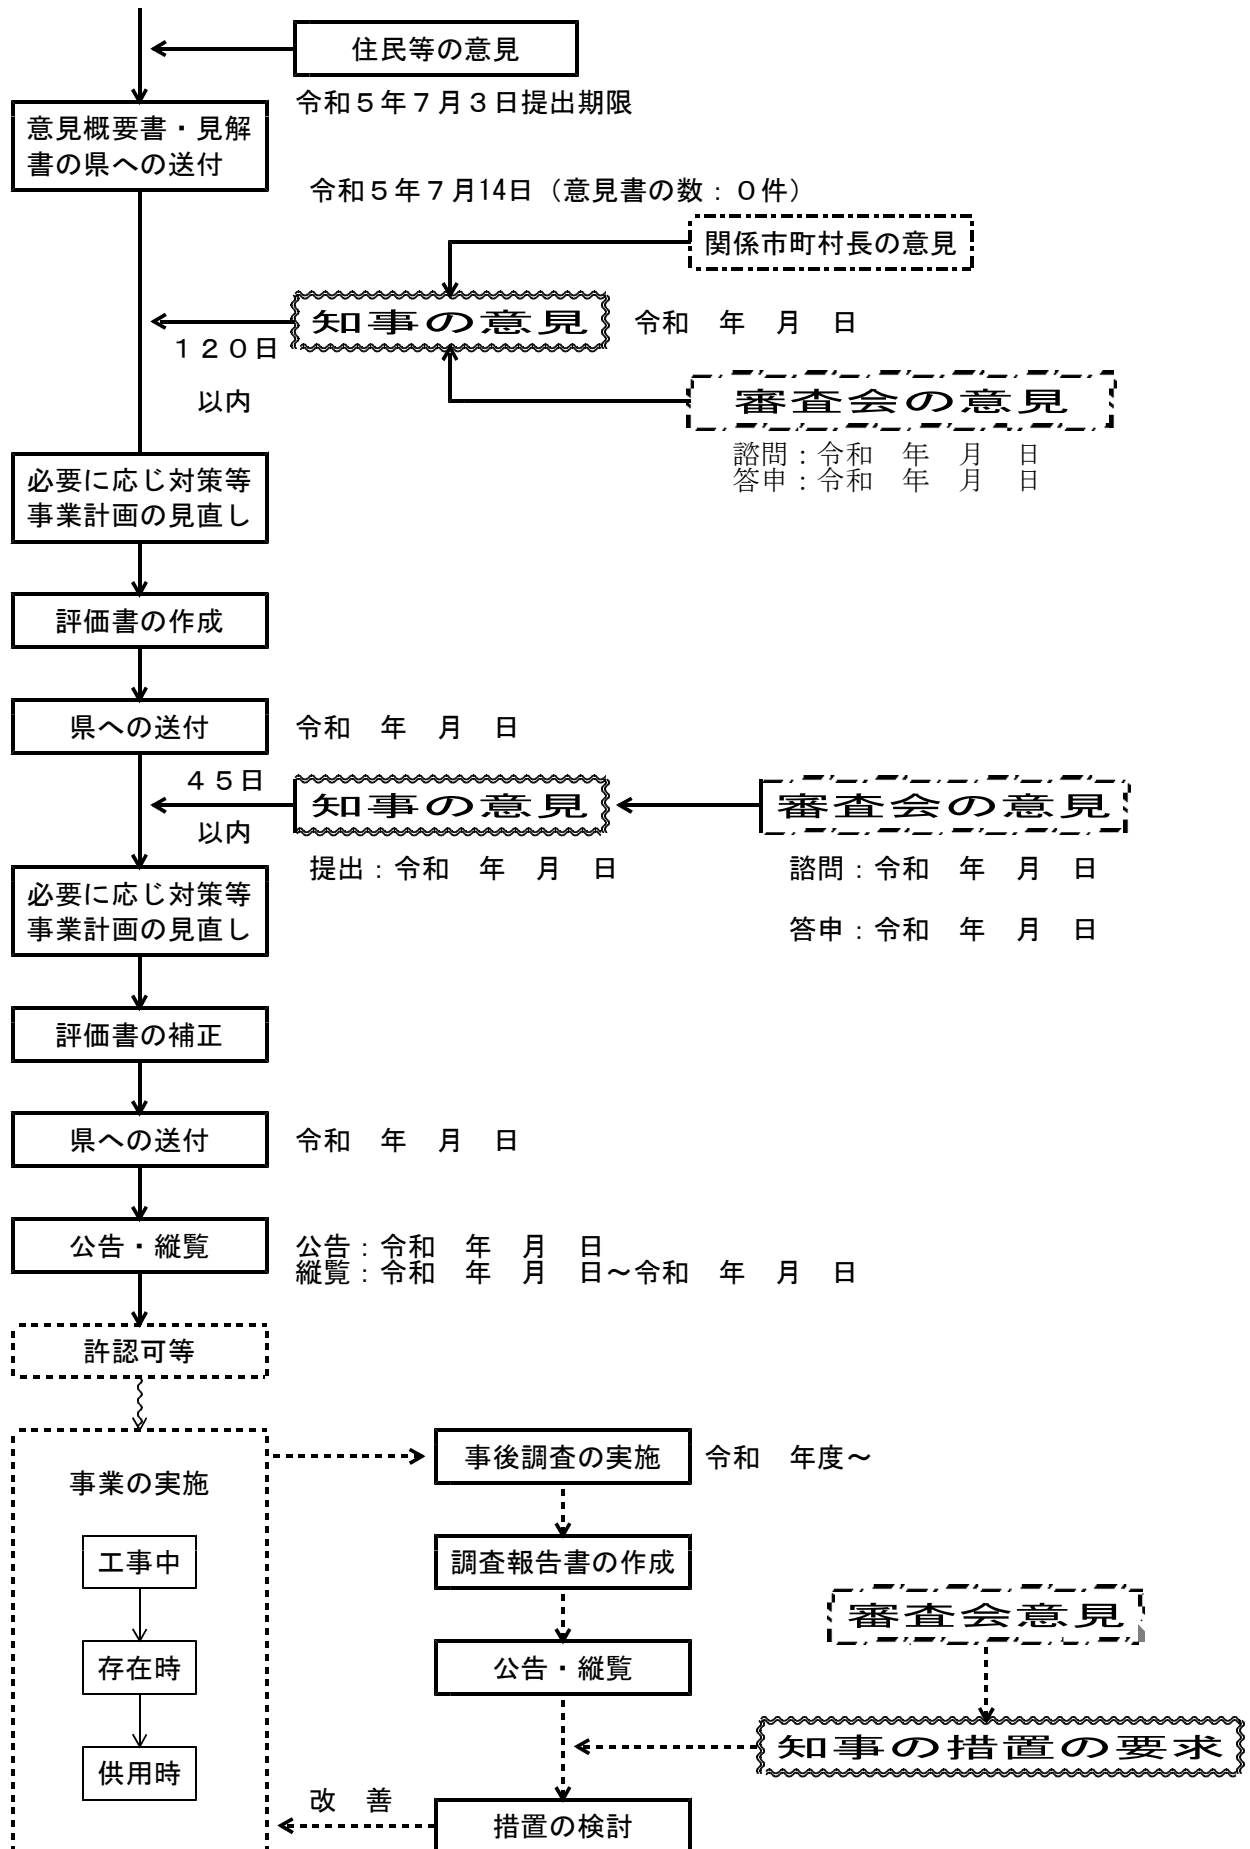 住民等の意見
令和５年７月３日提出期限
意見概要書・見解
書の県への送付
令和５年７月14日（意見書の数：０件）
関係市町村長の意見
知事の意見　令和　年　月　日
１２０日
以内
審査会の意見
諮問：令和　年　月　日
答申：令和　年　月　日
必要に応じ対策等
事業計画の見直し
評価書の作成
県への送付　令和　年　月　日
４５日
以内
知事の意見
審査会の意見
提出：令和　年　月　日
諮問：令和　年　月　日
答申：令和　年　月　日
必要に応じ対策等
事業計画の見直し
評価書の補正
県への送付　令和　年　月　日
公告・縦覧
公告：令和　年　月　日
縦覧：令和　年　月　日～令和　年　月　日
許認可等
事業の実施
工事中
存在時
供用時
事後調査の実施　令和　年度～
調査報告書の作成
審査会意見
公告・縦覧
知事の措置の要求
改　善
措置の検討